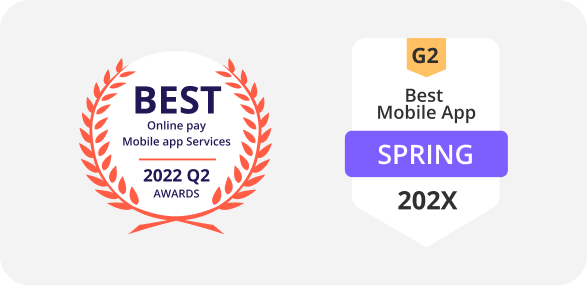 BEST
Online pay
Mobile app Services
2022 Q2
AWARDS
G2
Best
Mobile App
SPRING
202X